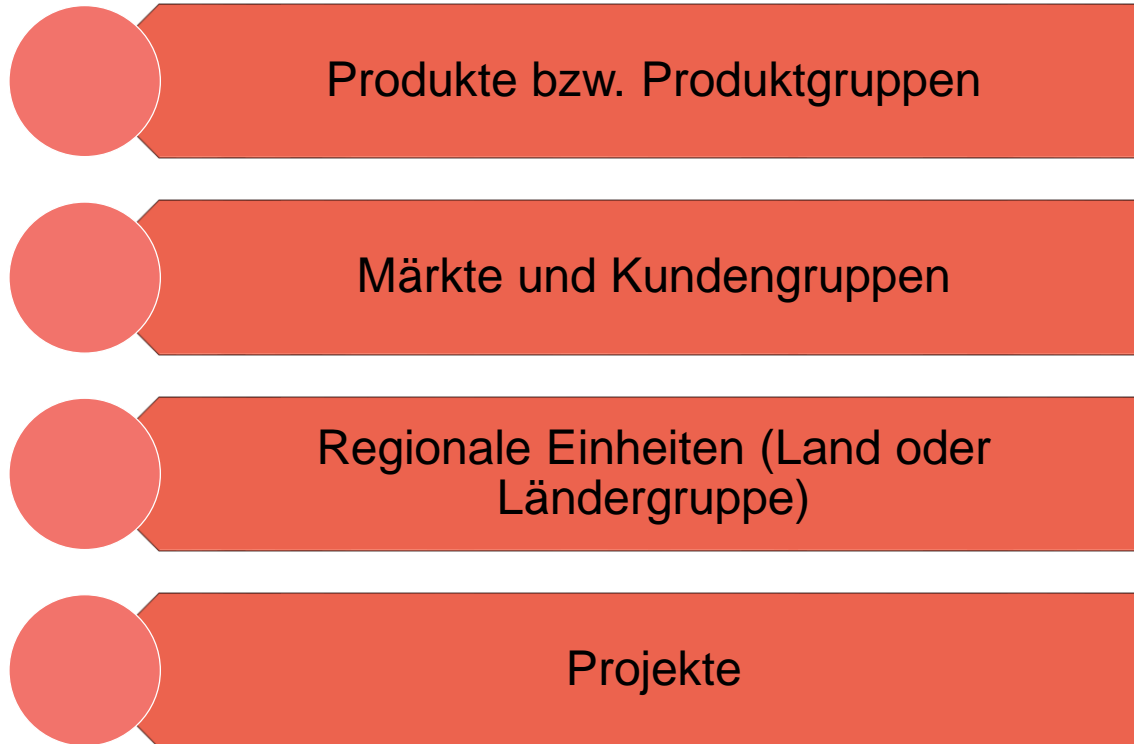 Produkte bzw. Produktgruppen
Märkte und Kundengruppen
Regionale Einheiten (Land oder
Ländergruppe)
Projekte